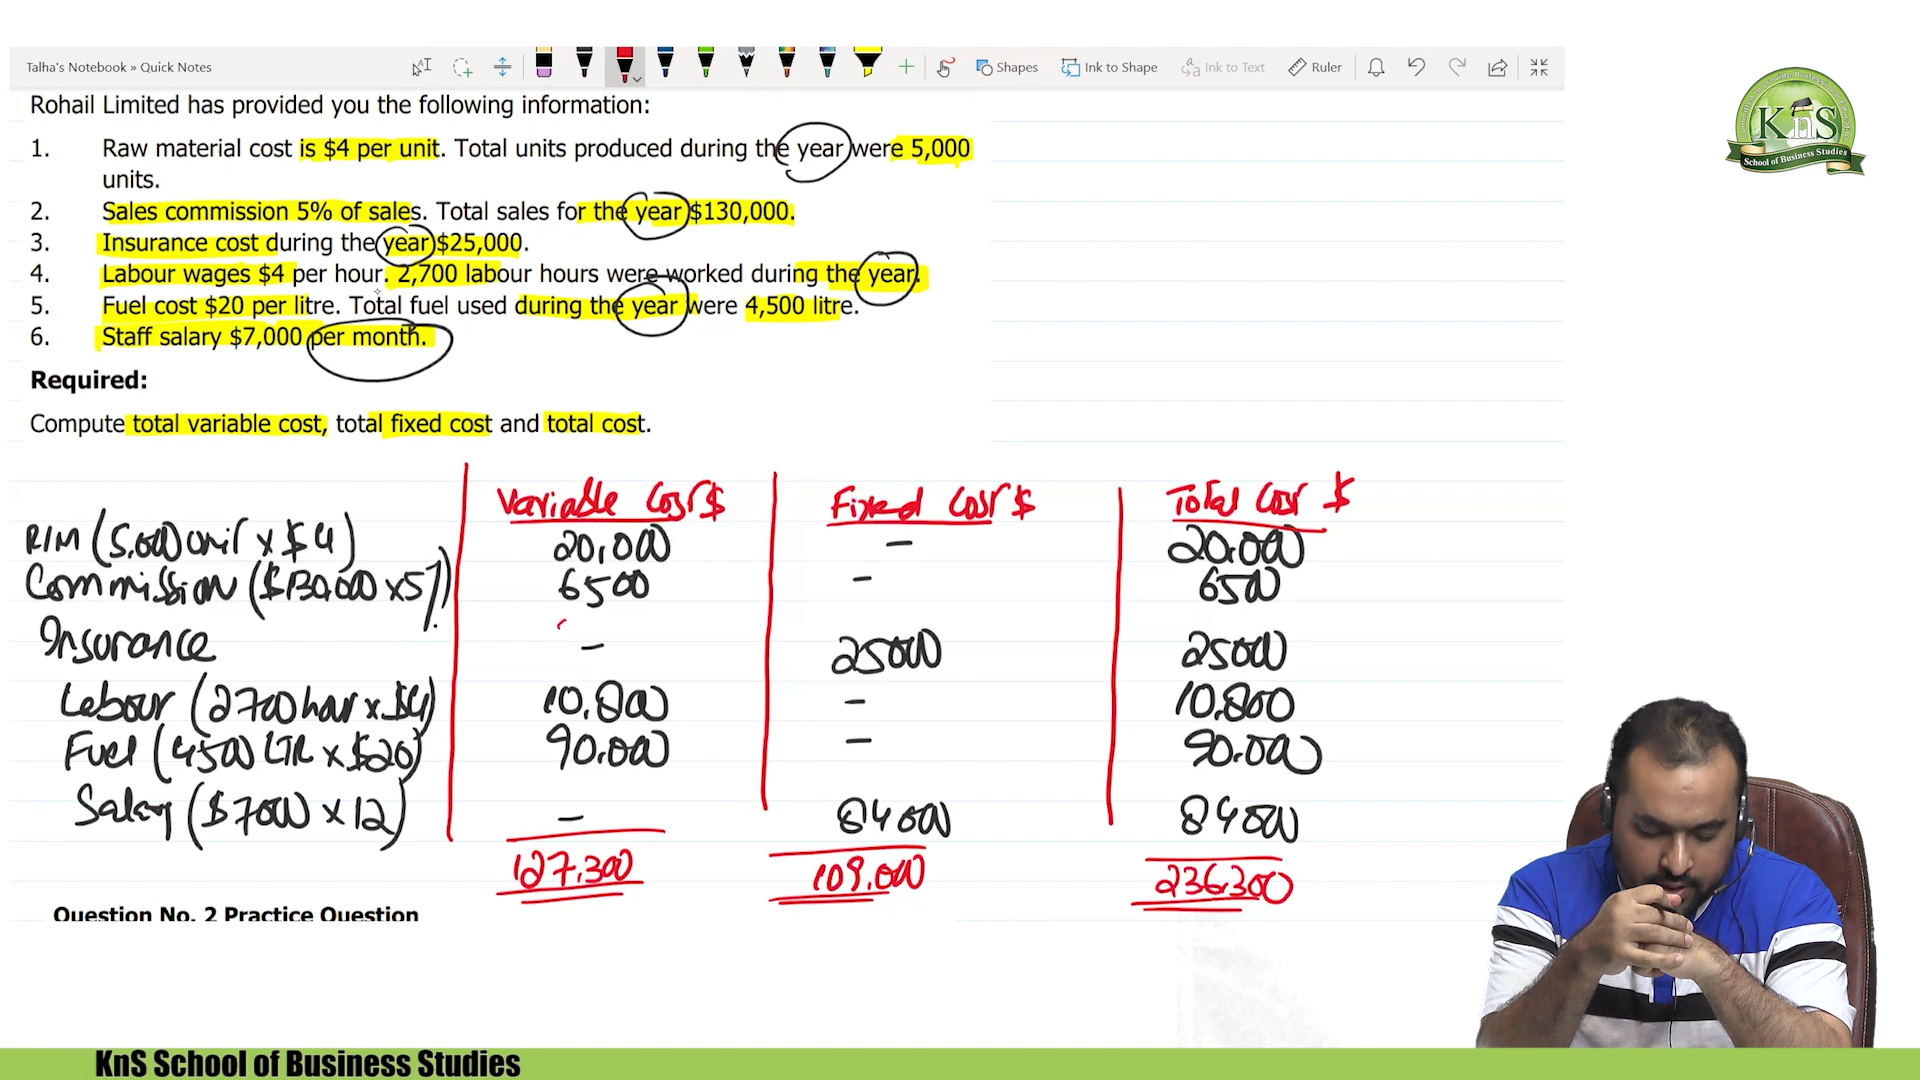 Talha's Notebook » Quick Notes
Shapes
Ink to Shape
Ink to Text
Ruler
Rohail Limited has provided you the following information:
1. Raw material cost is $4 per unit. Total units produced during the year were 5,000
units.
2. Sales commission 5% of sales. Total sales for the year $130,000.
3. Insurance cost during the year $25,000.
4. Labour wages $4 per hour. 2,700 labour hours were worked during the year.
5. Fuel cost $20 per litre. Total fuel used during the year were 4,500 litre.
6. Staff salary $7,000 per month.
Required:
Compute total variable cost, total fixed cost and total cost.
Variable Cost $ Fixed Cost $ Total Cost $
R/M (5,000 unit x $4) 20,000 - 20,000
Commission ($130,000 x 5%) 6500 - 6500
Insurance - 25000 25000
Labour (2700 hour x $4) 10,800 - 10,800
Fuel (4500 LTR x $20) 90,000 - 90,000
Salary ($7000 x 12) - 84000 84000
127,300 109,000 236,300
Question No. 2 Practice Question
KnS
School of Business Studies
KnS School of Business Studies